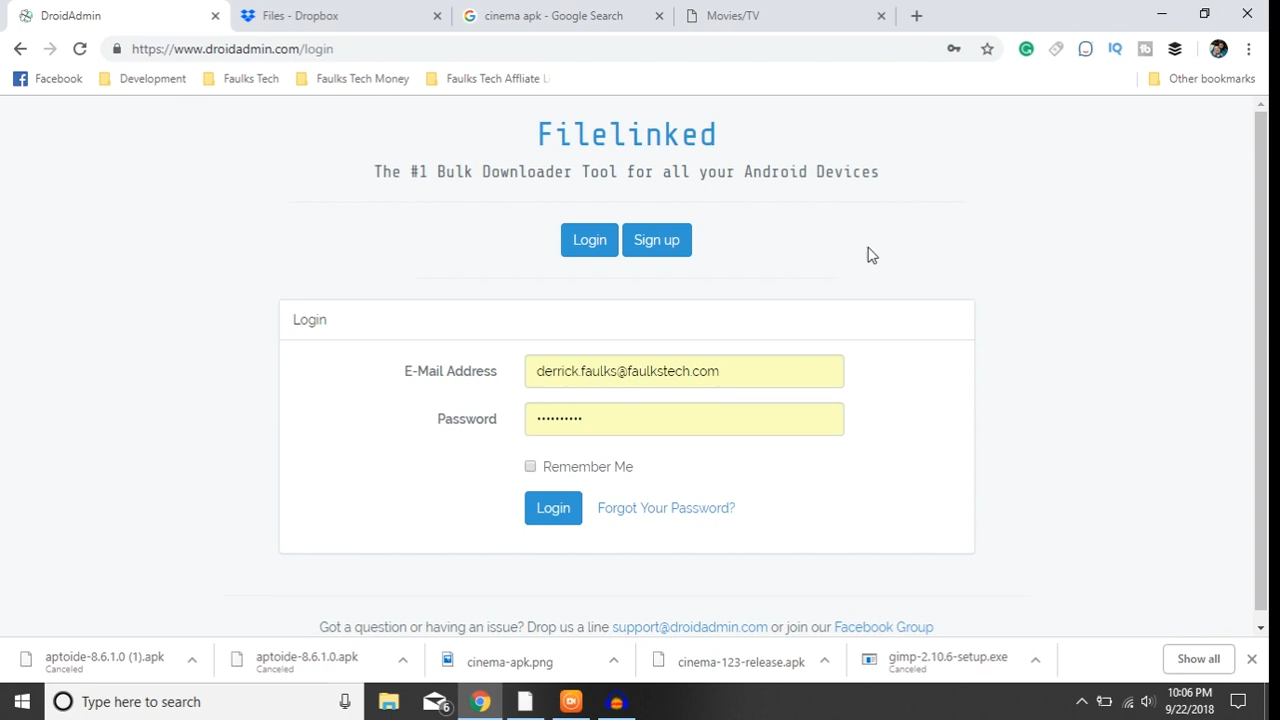 DroidAdmin
Files - Dropbox
cinema apk - Google Search
Movies/TV
https://www.droidadmin.com/login
Facebook
Development
Faulks Tech
Faulks Tech Money
Faulks Tech Affliate Li
Other bookmarks
Filelinked
The #1 Bulk Downloader Tool for all your Android Devices
Login
Sign up
Login
E-Mail Address
derrick.faulks@faulkstech.com
Password
••••••••••
Remember Me
Login
Forgot Your Password?
Got a question or having an issue? Drop us a line support@droidadmin.com or join our Facebook Group
aptoide-8.6.1.0 (1).apk
Canceled
aptoide-8.6.1.0.apk
Canceled
cinema-apk.png
cinema-123-release.apk
gimp-2.10.6-setup.exe
Canceled
Show all
Type here to search
6
10:06 PM
9/22/2018